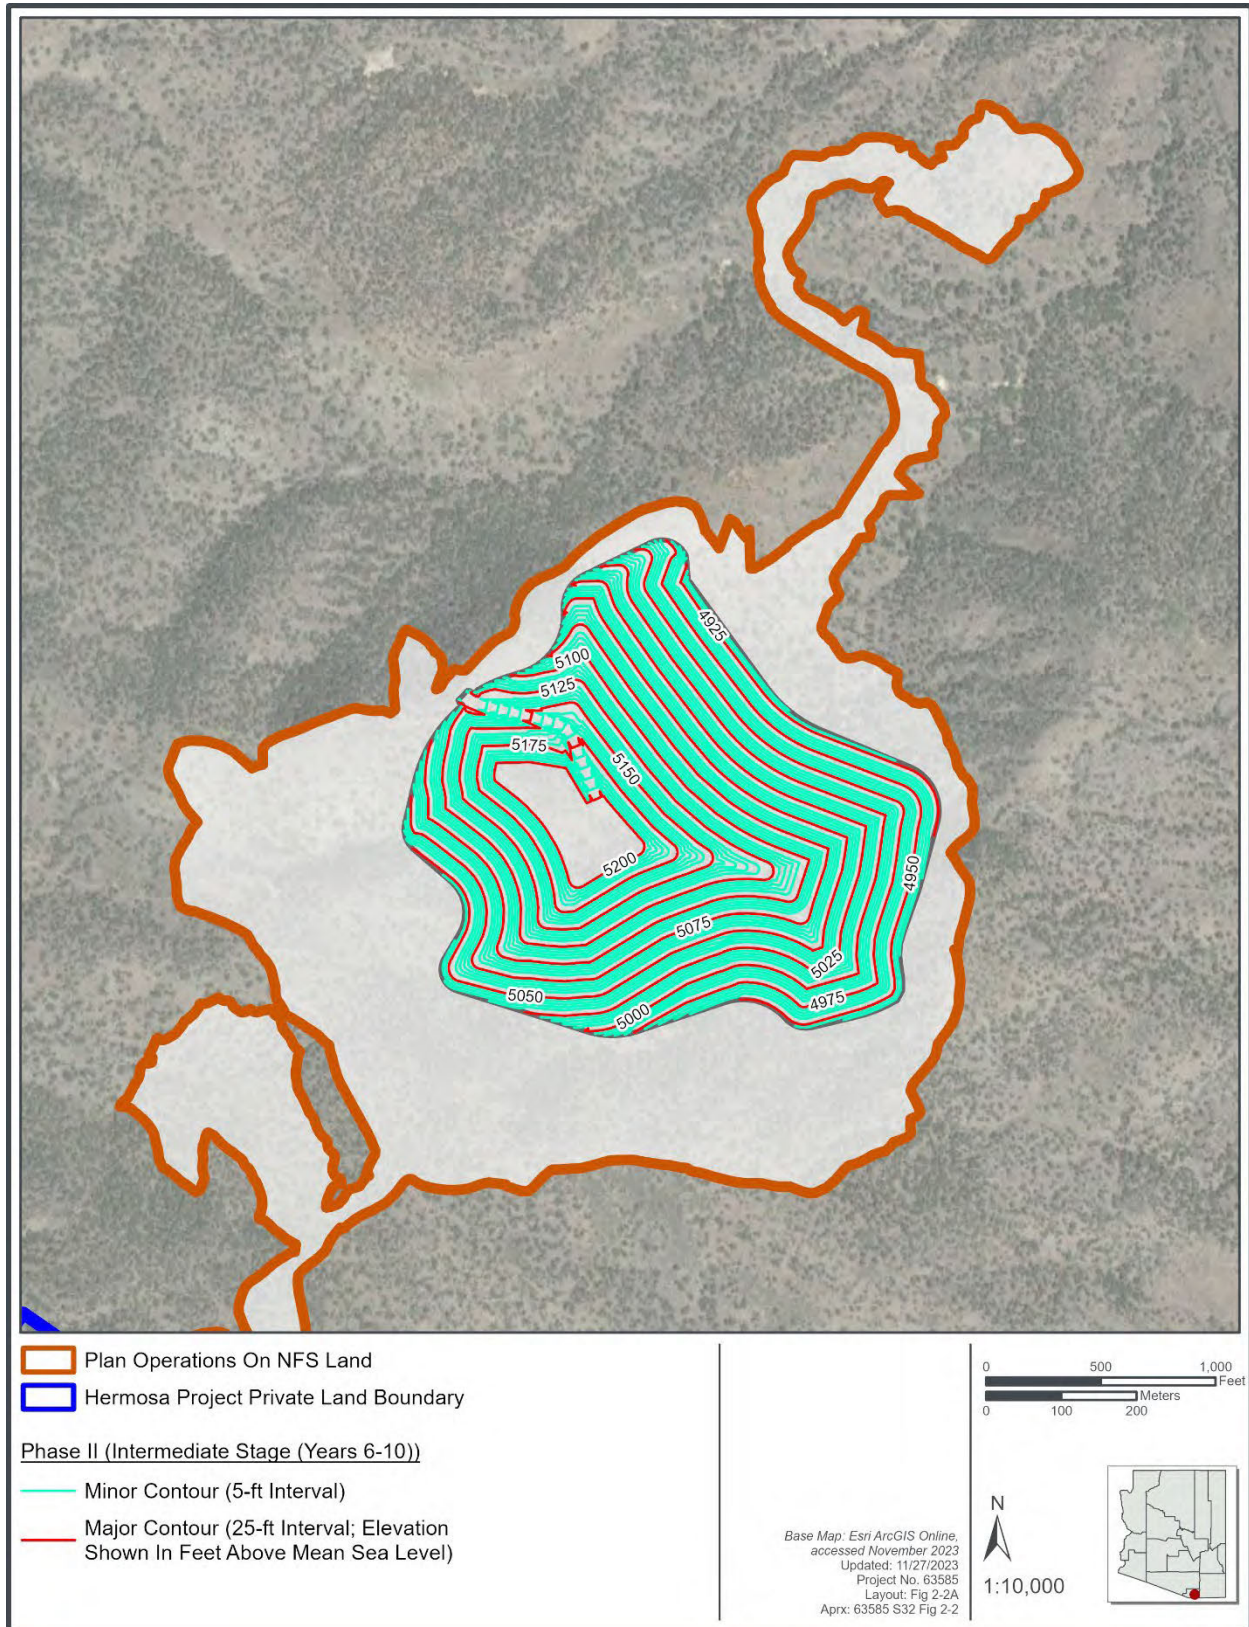 4925
5100
5125
5175
5150
5200
4950
5075
5025
5050
4975
5000
Plan Operations On NFS Land
Hermosa Project Private Land Boundary
Phase II (Intermediate Stage (Years 6-10))
Minor Contour (5-ft Interval)
Major Contour (25-ft Interval; Elevation
Shown In Feet Above Mean Sea Level)
Base Map: Esri ArcGIS Online,
accessed November 2023
Updated: 11/27/2023
Project No. 63585
Layout: Fig 2-2A
Aprx: 63585 S32 Fig 2-2
0 500 1,000
Feet
Meters
0 100 200
N
1:10,000